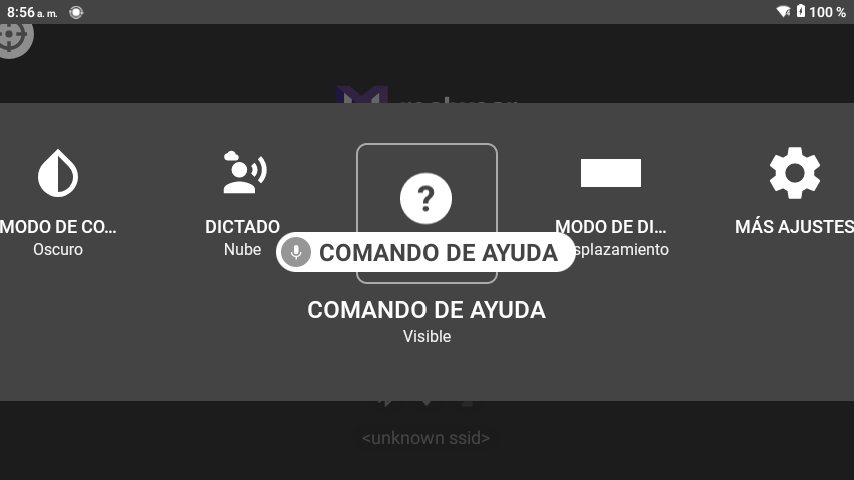 8:56 a. m.
100 %
MODO DE CO...
Oscuro
DICTADO
Nube
?
COMANDO DE AYUDA
COMANDO DE AYUDA
Visible
MODO DE DI...
splazamiento
MÁS AJUSTES
<unknown ssid>